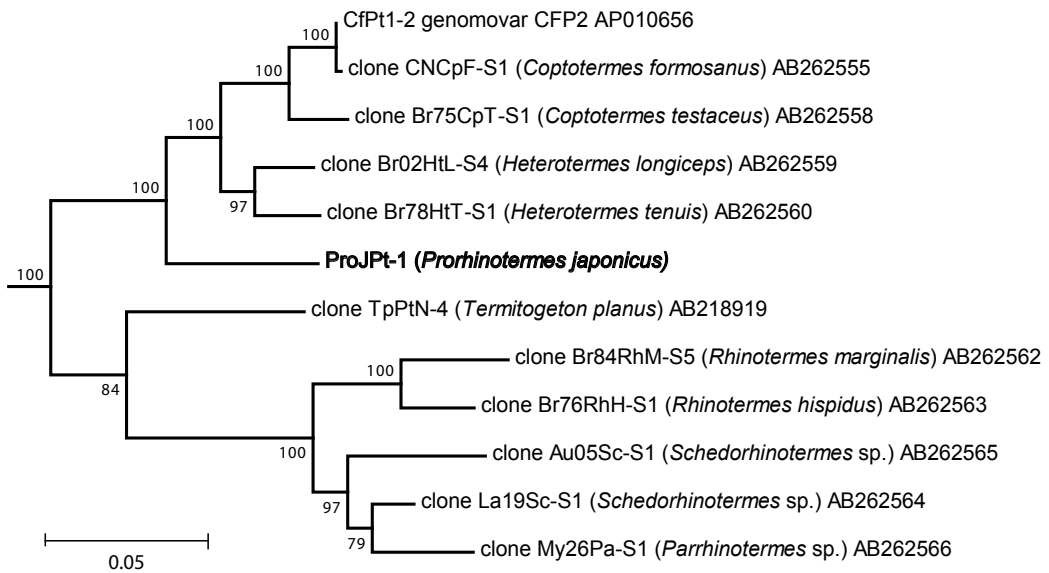 CfPt1-2 genomovar CFP2 AP010656
100
clone CNCpF-S1 (Coptotermes formosanus) AB262555
100
clone Br75CpT-S1 (Coptotermes testaceus) AB262558
100
clone Br02HtL-S4 (Heterotermes longiceps) AB262559
100
97
clone Br78HtT-S1 (Heterotermes tenuis) AB262560
ProJPt-1 (Prorhinotermes japonicus)
100
clone TpPtN-4 (Termitogeton planus) AB218919
clone Br84RhM-S5 (Rhinotermes marginalis) AB262562
100
84
clone Br76RhH-S1 (Rhinotermes hispidus) AB262563
100
clone Au05Sc-S1 (Schedorhinotermes sp.) AB262565
clone La19Sc-S1 (Schedorhinotermes sp.) AB262564
97
79
clone My26Pa-S1 (Parrhinotermes sp.) AB262566
0.05